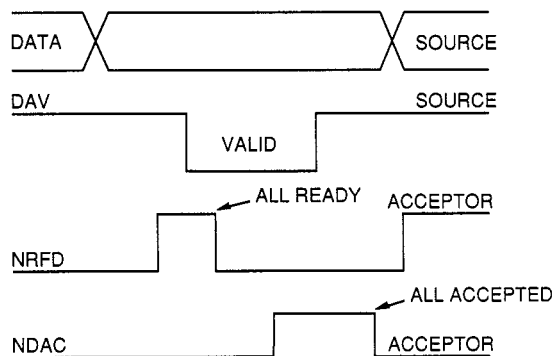 DATA SOURCE
DAV SOURCE
VALID
ALL READY
ACCEPTOR
NRFD
ALL ACCEPTED
NDAC ACCEPTOR